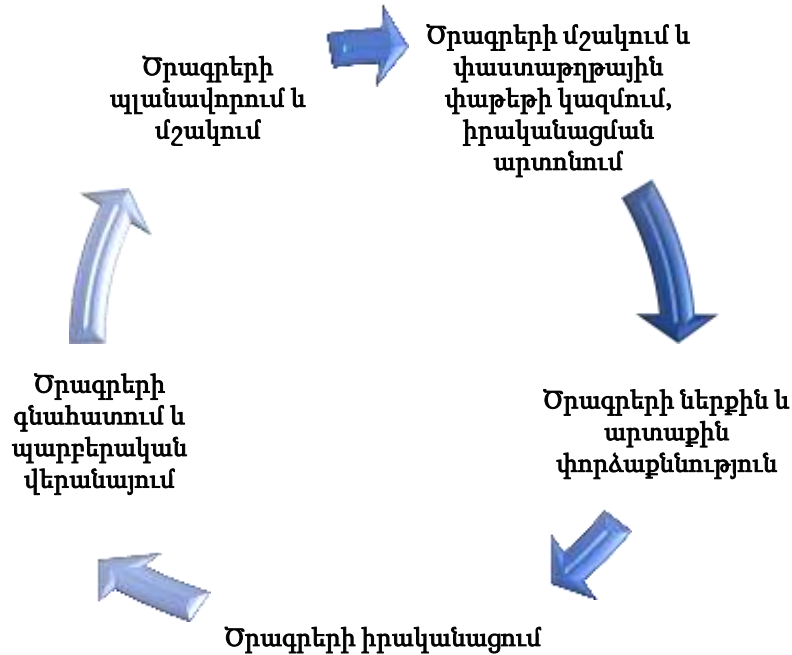 Ծրագրերի
պլանավորում և
մշակում
Ծրագրերի մշակում և
փաստաթղթային
փաթեթի կազմում,
իրականացման
արտոնում
Ծրագրերի ներքին և
արտաքին
փորձաքննություն
Ծրագրերի իրականացում
Ծրագրերի
գնահատում և
պարբերական
վերանայում